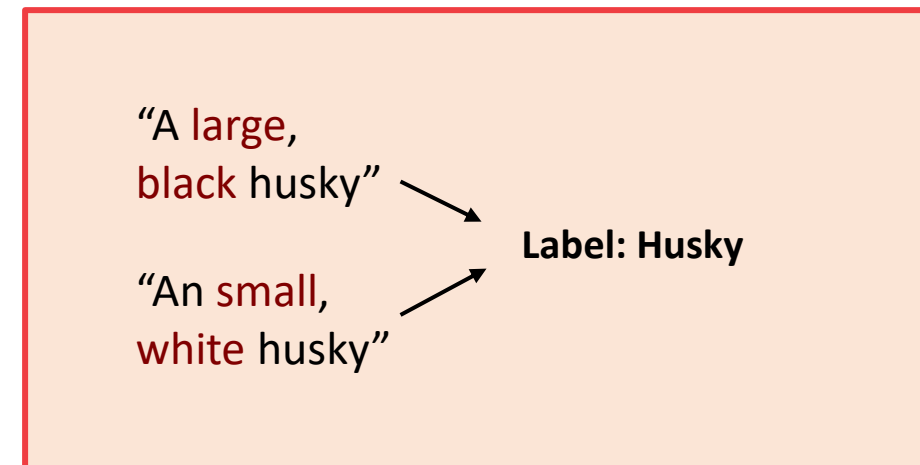 “A large,
black husky”
Label: Husky
“An small,
white husky”